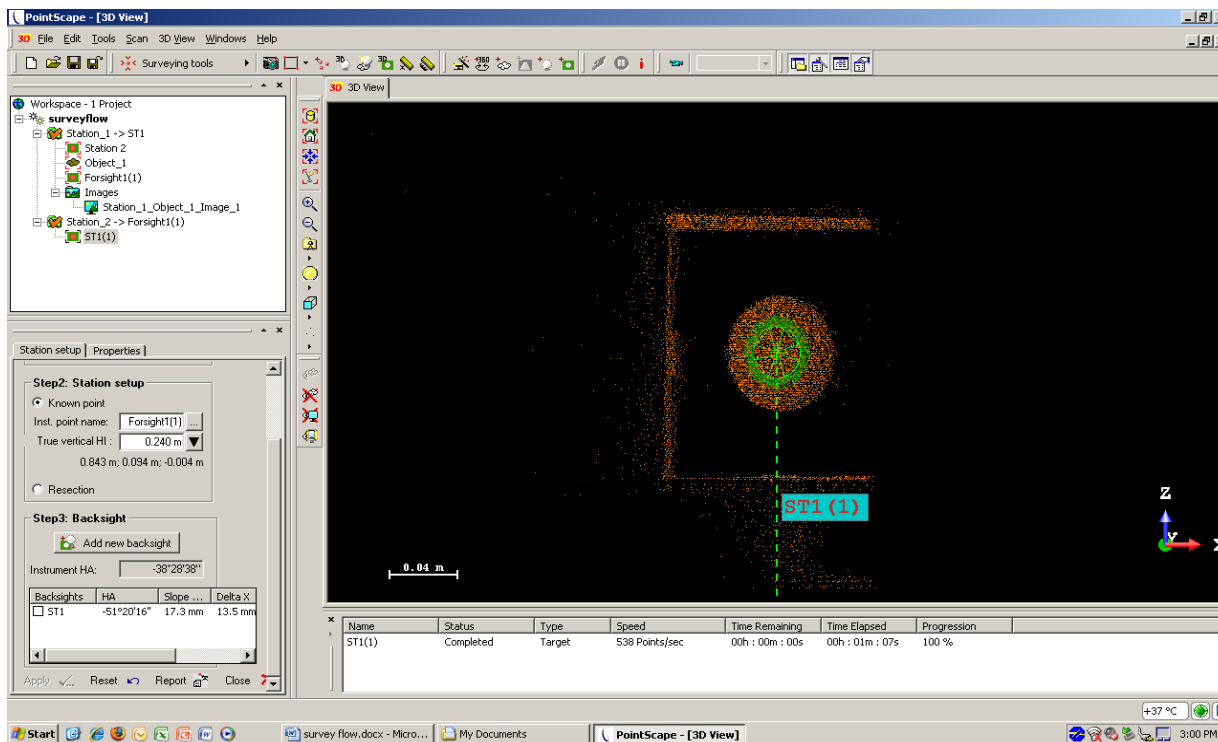 PointScape - [3D View]
3D File Edit Tools Scan 3D View Windows Help
Surveying tools
Workspace - 1 Project
surveyflow
Station_1 -> ST1
Station 2
Object_1
Forsight1(1)
Images
Station_1_Object_1_Image_1
Station_2 -> Forsight1(1)
ST1(1)
Station setup Properties
Step2: Station setup
Known point
Inst. point name: Forsight1(1) ...
True vertical HI : 0.240 m
0.843 m; 0.094 m; -0.004 m
Resection
Step3: Backsight
Add new backsight
Instrument HA: -38°28'38''
Backsights HA Slope ... Delta X
ST1 -51°20'16" 17.3 mm 13.5 mm
Apply Reset Report Close
3D 3D View
ST1(1)
0.04 m
Z
Y
X
Name Status Type Speed Time Remaining Time Elapsed Progression
ST1(1) Completed Target 538 Points/sec 00h : 00m : 00s 00h : 01m : 07s 100 %
+37 °C
Start survey flow.docx - Micro... My Documents PointScape - [3D View] 3:00 PM